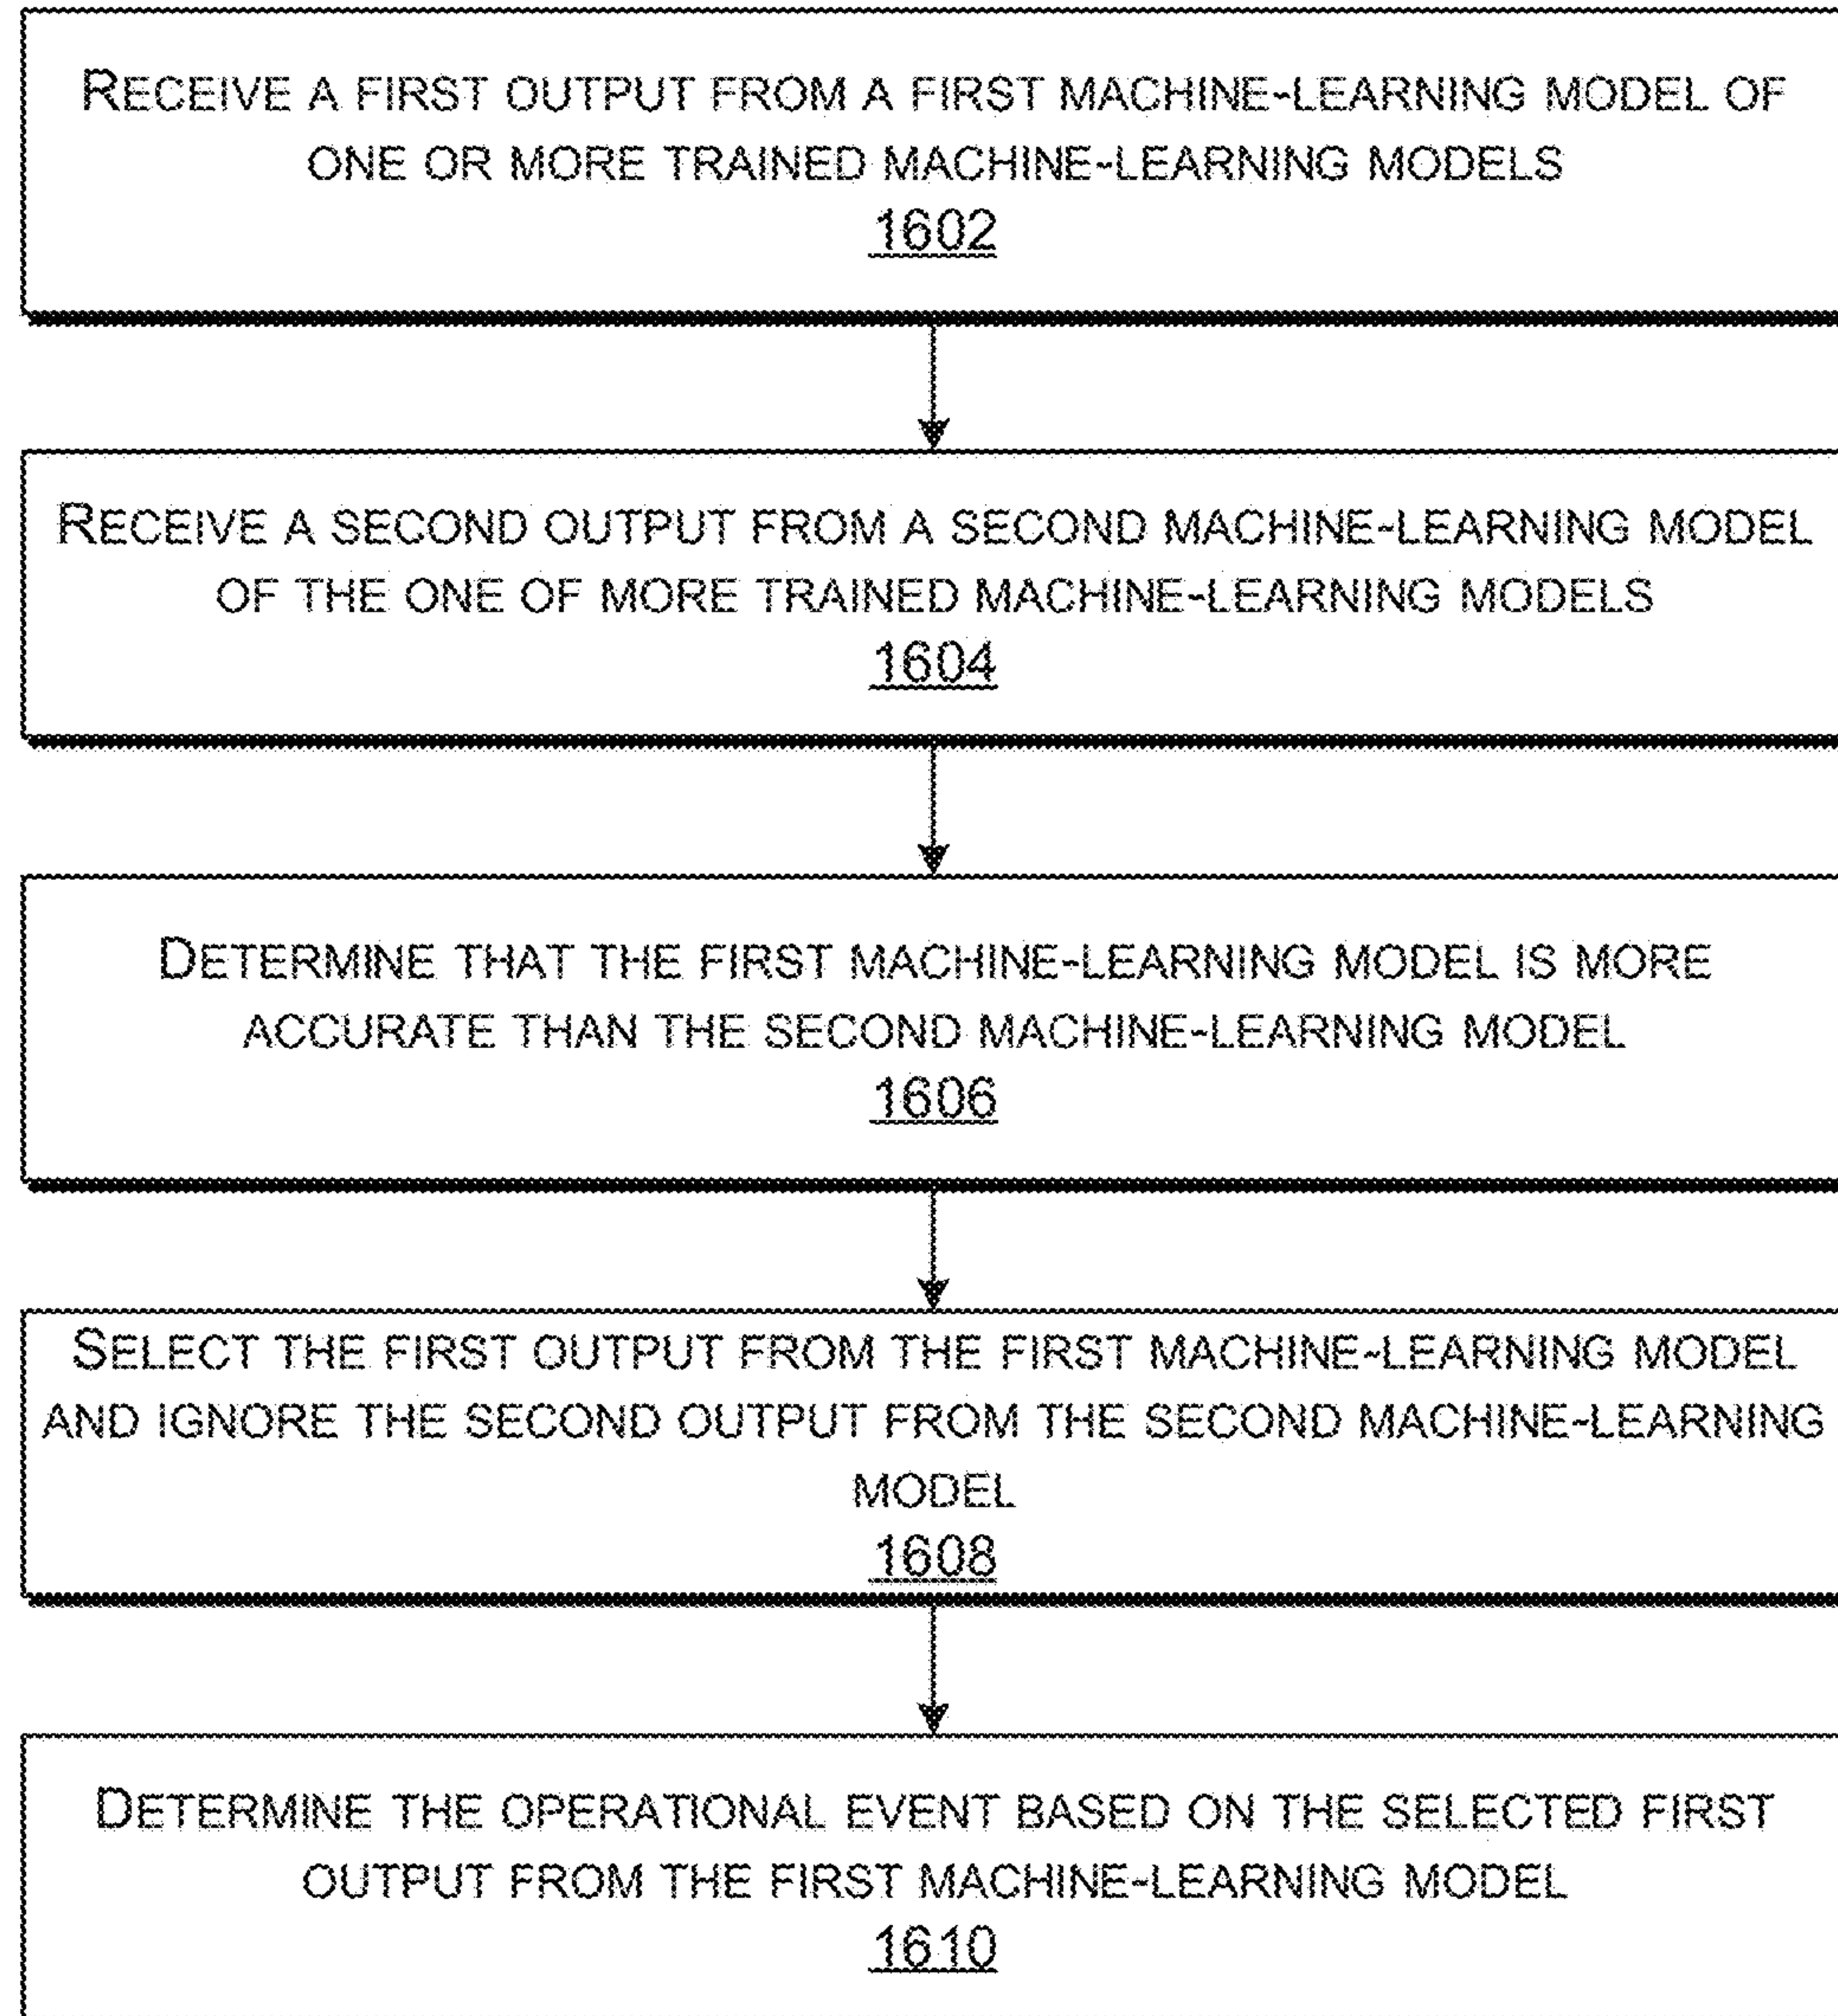 RECEIVE A FIRST OUTPUT FROM A FIRST MACHINE-LEARNING MODEL OF
ONE OR MORE TRAINED MACHINE-LEARNING MODELS
1602
RECEIVE A SECOND OUTPUT FROM A SECOND MACHINE-LEARNING MODEL
OF THE ONE OF MORE TRAINED MACHINE-LEARNING MODELS
1604
DETERMINE THAT THE FIRST MACHINE-LEARNING MODEL IS MORE
ACCURATE THAN THE SECOND MACHINE-LEARNING MODEL
1606
SELECT THE FIRST OUTPUT FROM THE FIRST MACHINE-LEARNING MODEL
AND IGNORE THE SECOND OUTPUT FROM THE SECOND MACHINE-LEARNING
MODEL
1608
DETERMINE THE OPERATIONAL EVENT BASED ON THE SELECTED FIRST
OUTPUT FROM THE FIRST MACHINE-LEARNING MODEL
1610